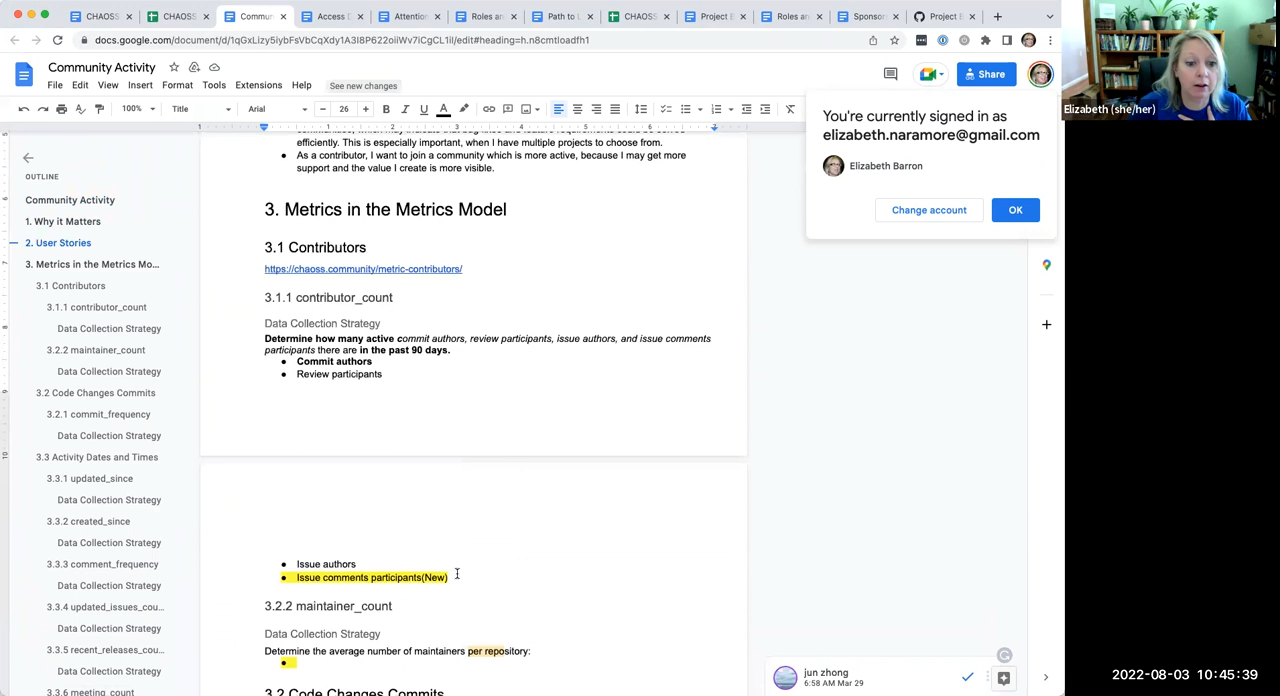 CHAOSS
CHAOSS
Commun
Access D
Attention
Roles an
Path to L
CHAOSS
Project B
Roles an
Sponsors
Project B
docs.google.com/document/d/1qGxLizy5iybFsVbCqXdy1A3I8P622oiiWv7iCgCL1iI/edit#heading=h.n8cmtloadfh1
Community Activity
File Edit View Insert Format Tools Extensions Help
See new changes
Share
100% Title Arial 26
You're currently signed in as
elizabeth.naramore@gmail.com
Elizabeth Barron
Change account OK
Elizabeth (she/her)
OUTLINE
Community Activity
1. Why it Matters
2. User Stories
3. Metrics in the Metrics Mo...
3.1 Contributors
3.1.1 contributor_count
Data Collection Strategy
3.2.2 maintainer_count
Data Collection Strategy
3.2 Code Changes Commits
3.2.1 commit_frequency
Data Collection Strategy
3.3 Activity Dates and Times
3.3.1 updated_since
Data Collection Strategy
3.3.2 created_since
Data Collection Strategy
3.3.3 comment_frequency
Data Collection Strategy
3.3.4 updated_issues_cou...
Data Collection Strategy
3.3.5 recent_releases_cou...
Data Collection Strategy
3.3.6 meeting_count
efficiently. This is especially important, when I have multiple projects to choose from.
● As a contributor, I want to join a community which is more active, because I may get more
support and the value I create is more visible.
3. Metrics in the Metrics Model
3.1 Contributors
https://chaoss.community/metric-contributors/
3.1.1 contributor_count
Data Collection Strategy
Determine how many active commit authors, review participants, issue authors, and issue comments
participants there are in the past 90 days.
● Commit authors
● Review participants
● Issue authors
● Issue comments participants(New)
3.2.2 maintainer_count
Data Collection Strategy
Determine the average number of maintainers per repository:
●
3.2 Code Changes Commits
jun zhong
6:58 AM Mar 29
2022-08-03 10:45:39